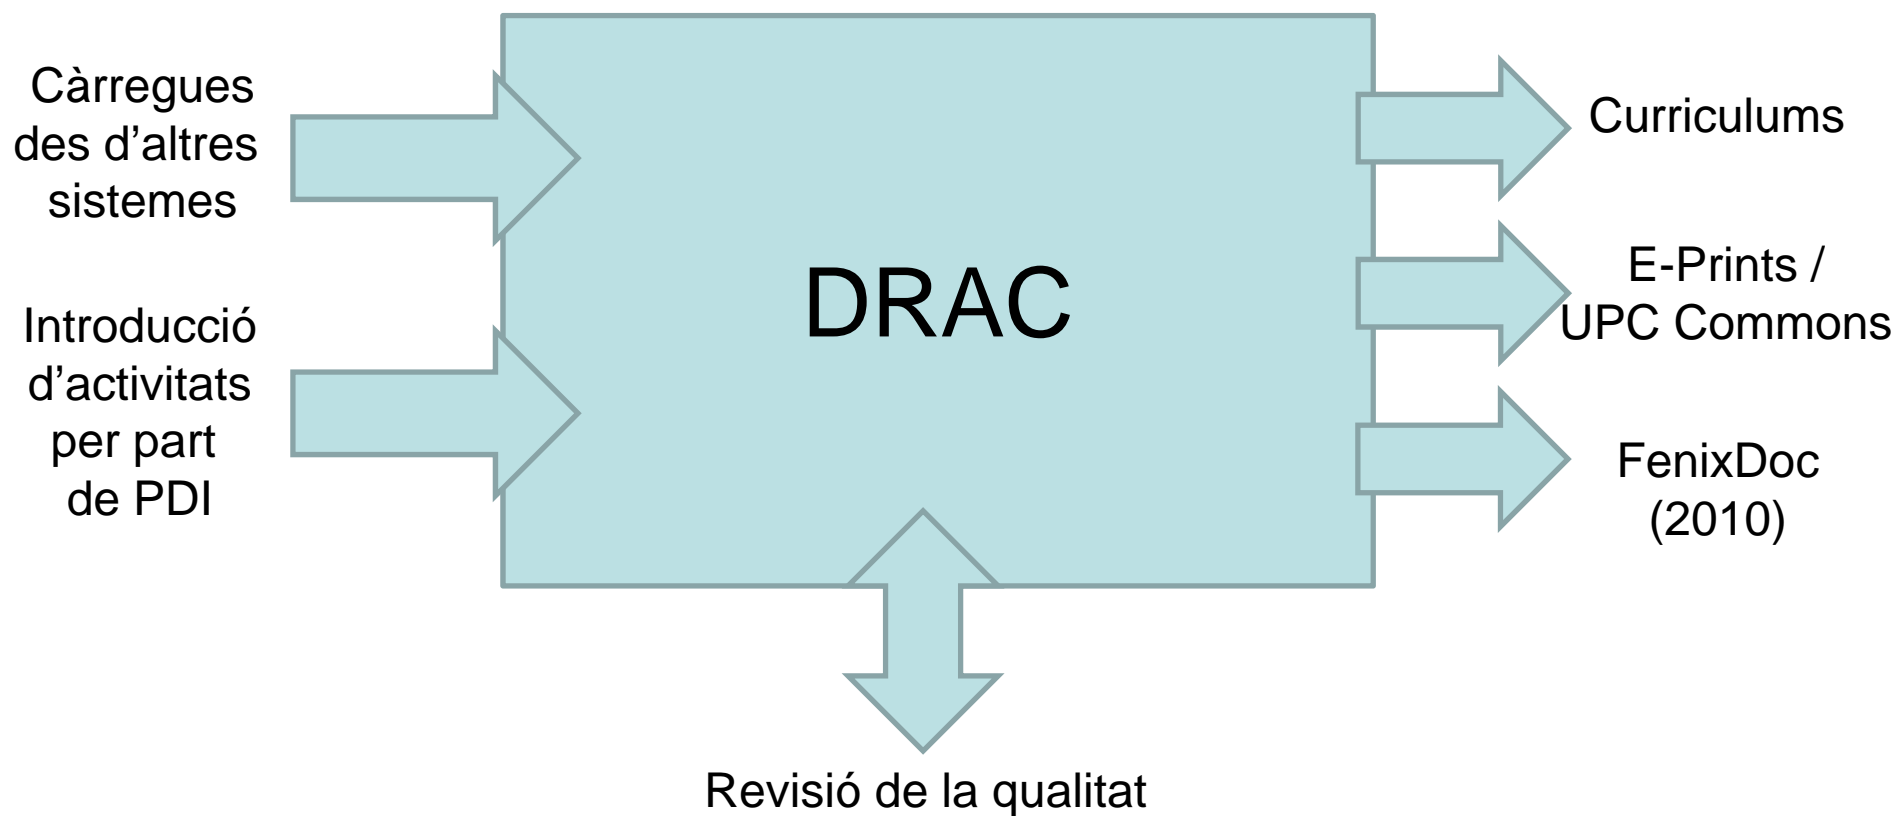 Càrregues
des d'altres
sistemes
Introducció
d'activitats
per part
de PDI
DRAC
Curriculums
E-Prints /
UPC Commons
FenixDoc
(2010)
Revisió de la qualitat